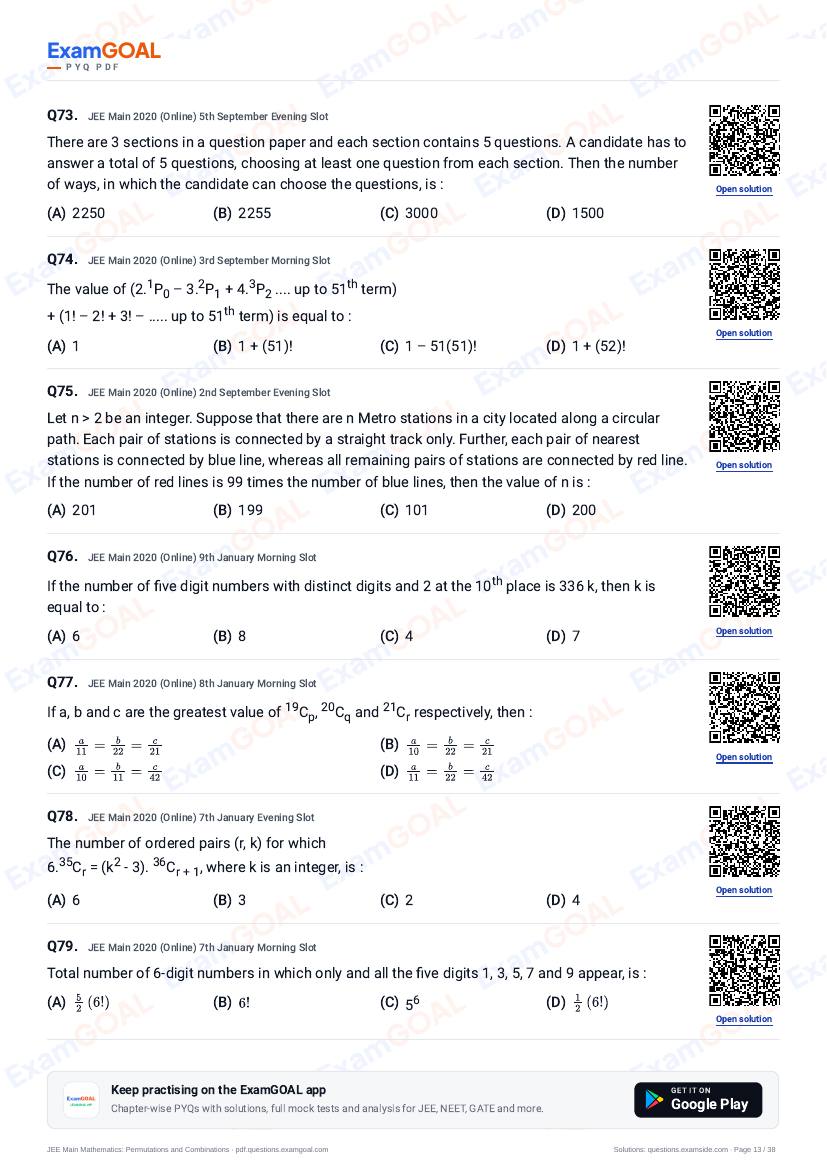 ExamGOAL
PYQ PDF
Q73. JEE Main 2020 (Online) 5th September Evening Slot
There are 3 sections in a question paper and each section contains 5 questions. A candidate has to
answer a total of 5 questions, choosing at least one question from each section. Then the number
of ways, in which the candidate can choose the questions, is :
(A) 2250 (B) 2255 (C) 3000 (D) 1500
Open solution
Q74. JEE Main 2020 (Online) 3rd September Morning Slot
The value of (2.¹P₀ – 3.²P₁ + 4.³P₂ .... up to 51ᵗʰ term)
+ (1! – 2! + 3! – ..... up to 51ᵗʰ term) is equal to :
(A) 1 (B) 1 + (51)! (C) 1 – 51(51)! (D) 1 + (52)!
Open solution
Q75. JEE Main 2020 (Online) 2nd September Evening Slot
Let n > 2 be an integer. Suppose that there are n Metro stations in a city located along a circular
path. Each pair of stations is connected by a straight track only. Further, each pair of nearest
stations is connected by blue line, whereas all remaining pairs of stations are connected by red line.
If the number of red lines is 99 times the number of blue lines, then the value of n is :
(A) 201 (B) 199 (C) 101 (D) 200
Open solution
Q76. JEE Main 2020 (Online) 9th January Morning Slot
If the number of five digit numbers with distinct digits and 2 at the 10ᵗʰ place is 336 k, then k is
equal to :
(A) 6 (B) 8 (C) 4 (D) 7
Open solution
Q77. JEE Main 2020 (Online) 8th January Morning Slot
If a, b and c are the greatest value of ¹⁹Cₚ, ²⁰C_q and ²¹Cᵣ respectively, then :
(A) a/11 = b/22 = c/21 (B) a/10 = b/22 = c/21
(C) a/10 = b/11 = c/42 (D) a/11 = b/22 = c/42
Open solution
Q78. JEE Main 2020 (Online) 7th January Evening Slot
The number of ordered pairs (r, k) for which
6.³⁵Cᵣ = (k² - 3). ³⁶Cᵣ ₊ ₁, where k is an integer, is :
(A) 6 (B) 3 (C) 2 (D) 4
Open solution
Q79. JEE Main 2020 (Online) 7th January Morning Slot
Total number of 6-digit numbers in which only and all the five digits 1, 3, 5, 7 and 9 appear, is :
(A) 5/2 (6!) (B) 6! (C) 5⁶ (D) 1/2 (6!)
Open solution
Keep practising on the ExamGOAL app
Chapter-wise PYQs with solutions, full mock tests and analysis for JEE, NEET, GATE and more.
GET IT ON
Google Play
JEE Main Mathematics: Permutations and Combinations · pdf.questions.examgoal.com
Solutions: questions.examside.com · Page 13 / 38